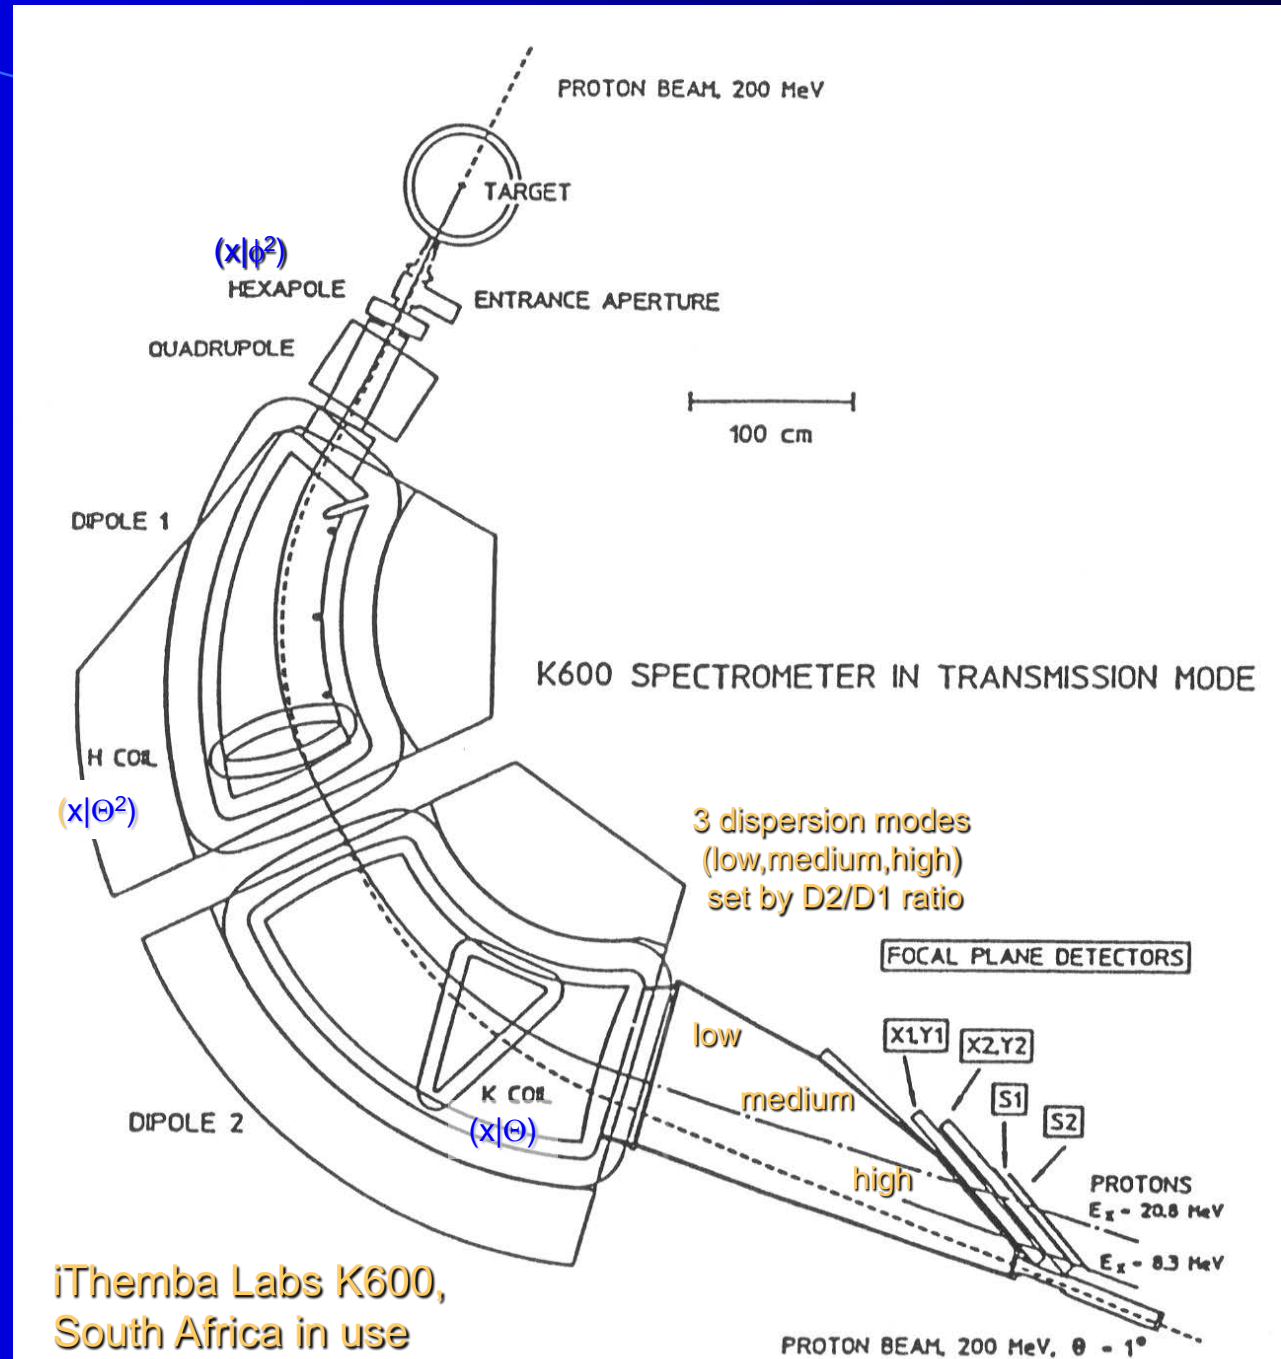 PROTON BEAM, 200 MeV
TARGET
(x|ϕ²)
HEXAPOLE
ENTRANCE APERTURE
QUADRUPOLE
100 cm
DIPOLE 1
K600 SPECTROMETER IN TRANSMISSION MODE
H COIL
(x|Θ²)
3 dispersion modes
(low,medium,high)
set by D2/D1 ratio
FOCAL PLANE DETECTORS
low
X1,Y1
X2,Y2
medium
S1
S2
K COIL
(x|Θ)
DIPOLE 2
high
PROTONS
Eₓ - 20.8 MeV
Eₓ - 8.3 MeV
iThemba Labs K600,
South Africa in use
PROTON BEAM, 200 MeV, θ - 1°